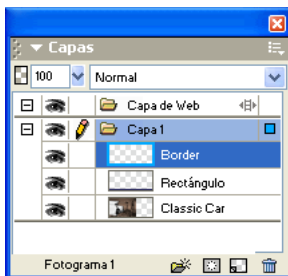 Capas
100 Normal
Capa de Web
Capa 1
Border
Rectángulo
Classic Car
Fotograma 1